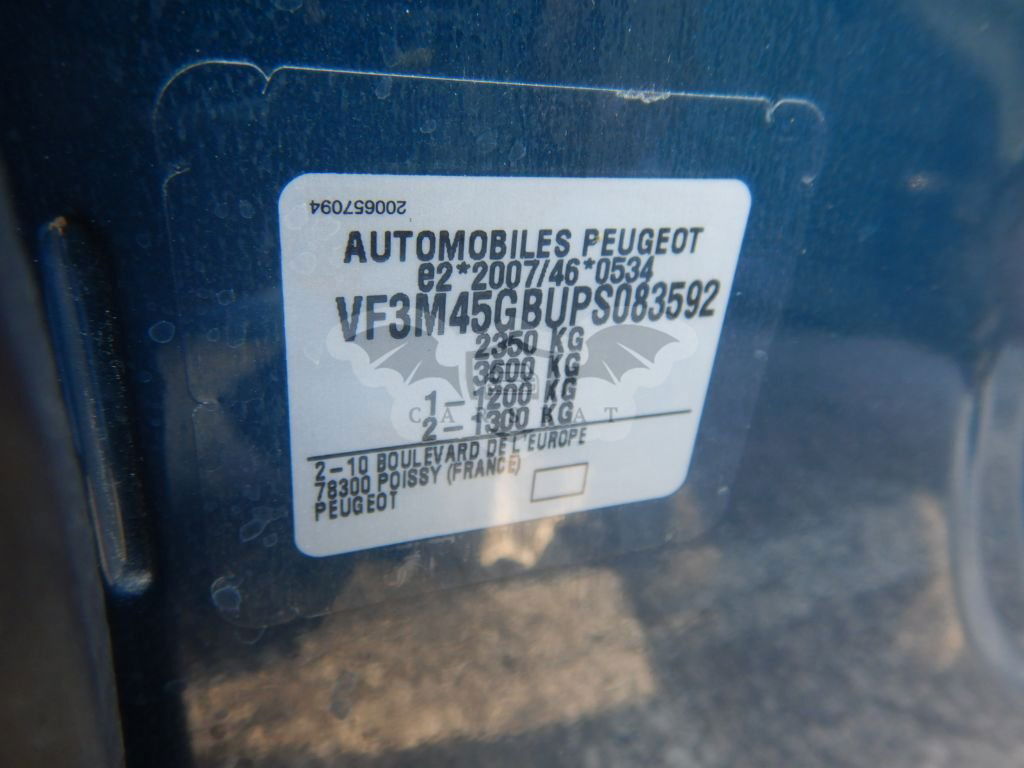 200657094
AUTOMOBILES PEUGEOT
e2*2007/46*0534
VF3M45GBUPS083592
2350 KG
3600 KG
1-1200 KG
2-1300 KG
2-10 BOULEVARD DE L'EUROPE
78300 POISSY (FRANCE)
PEUGEOT